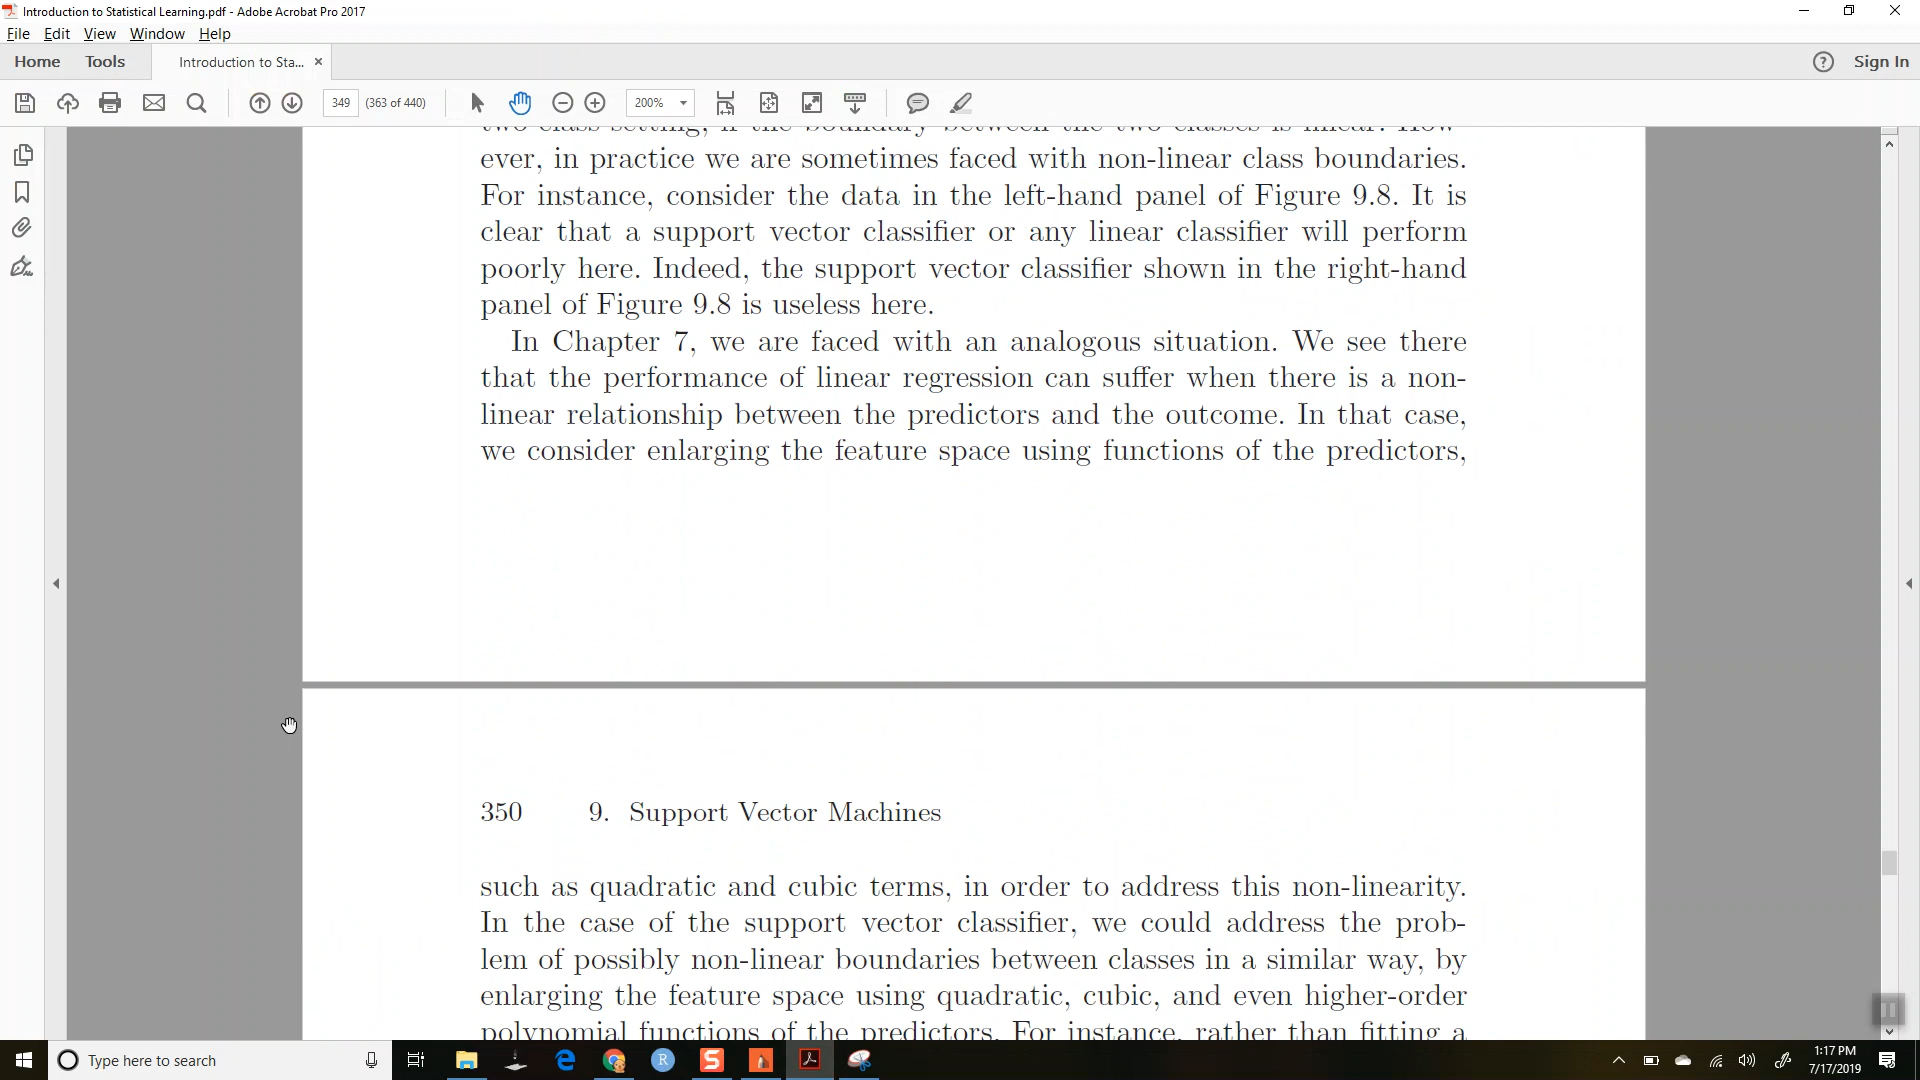 Introduction to Statistical Learning.pdf - Adobe Acrobat Pro 2017
File Edit View Window Help
Home Tools Introduction to Sta... × Sign In
349 (363 of 440) 200%
two-class setting, if the boundary between the two classes is linear. How-
ever, in practice we are sometimes faced with non-linear class boundaries.
For instance, consider the data in the left-hand panel of Figure 9.8. It is
clear that a support vector classifier or any linear classifier will perform
poorly here. Indeed, the support vector classifier shown in the right-hand
panel of Figure 9.8 is useless here.
In Chapter 7, we are faced with an analogous situation. We see there
that the performance of linear regression can suffer when there is a non-
linear relationship between the predictors and the outcome. In that case,
we consider enlarging the feature space using functions of the predictors,
350 9. Support Vector Machines
such as quadratic and cubic terms, in order to address this non-linearity.
In the case of the support vector classifier, we could address the prob-
lem of possibly non-linear boundaries between classes in a similar way, by
enlarging the feature space using quadratic, cubic, and even higher-order
polynomial functions of the predictors. For instance, rather than fitting a
Type here to search
1:17 PM
7/17/2019